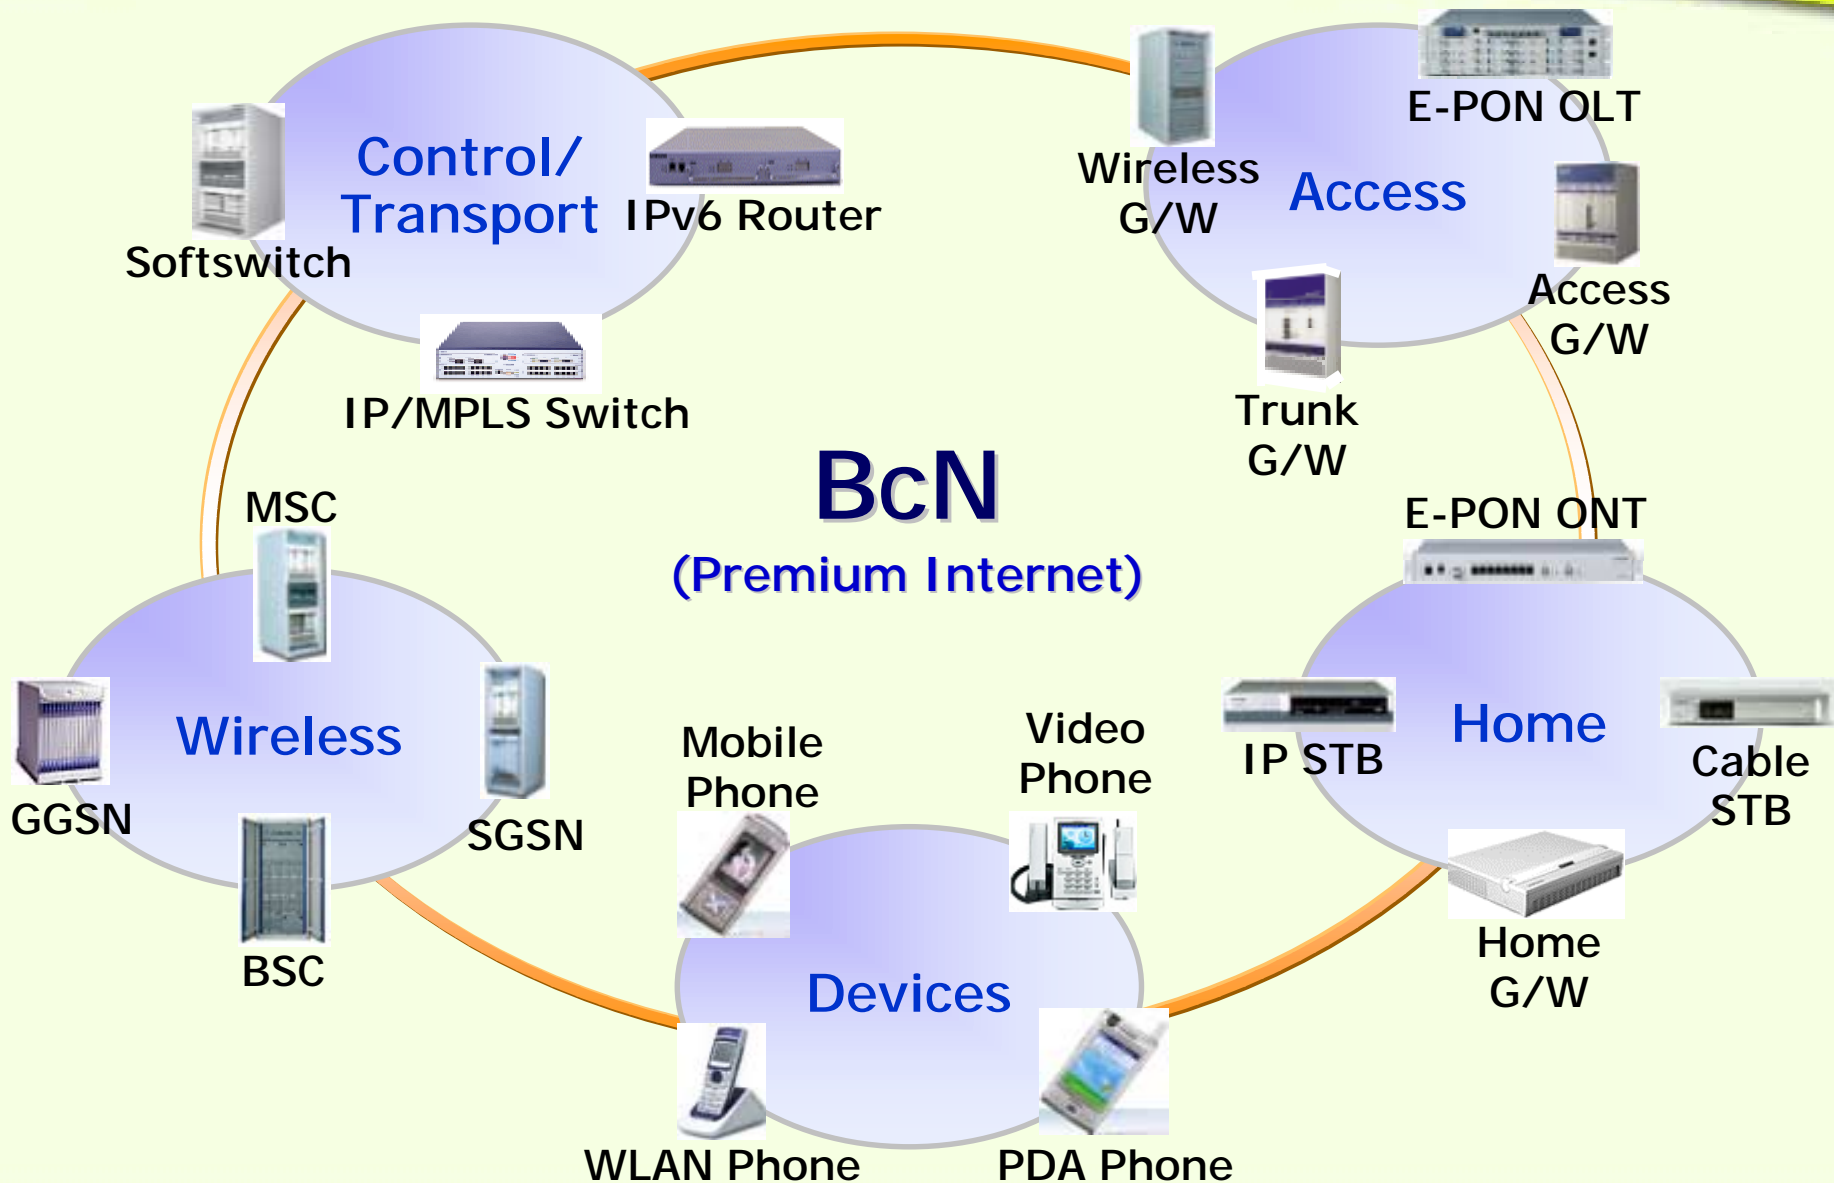 E-PON OLT
Control/
Transport
IPv6 Router
Softswitch
IP/MPLS Switch
Wireless
G/W
Access
Access
G/W
Trunk
G/W
BcN
(Premium Internet)
MSC
Wireless
GGSN
SGSN
BSC
E-PON ONT
Home
IP STB
Cable
STB
Home
G/W
Mobile
Phone
Video
Phone
Devices
WLAN Phone
PDA Phone